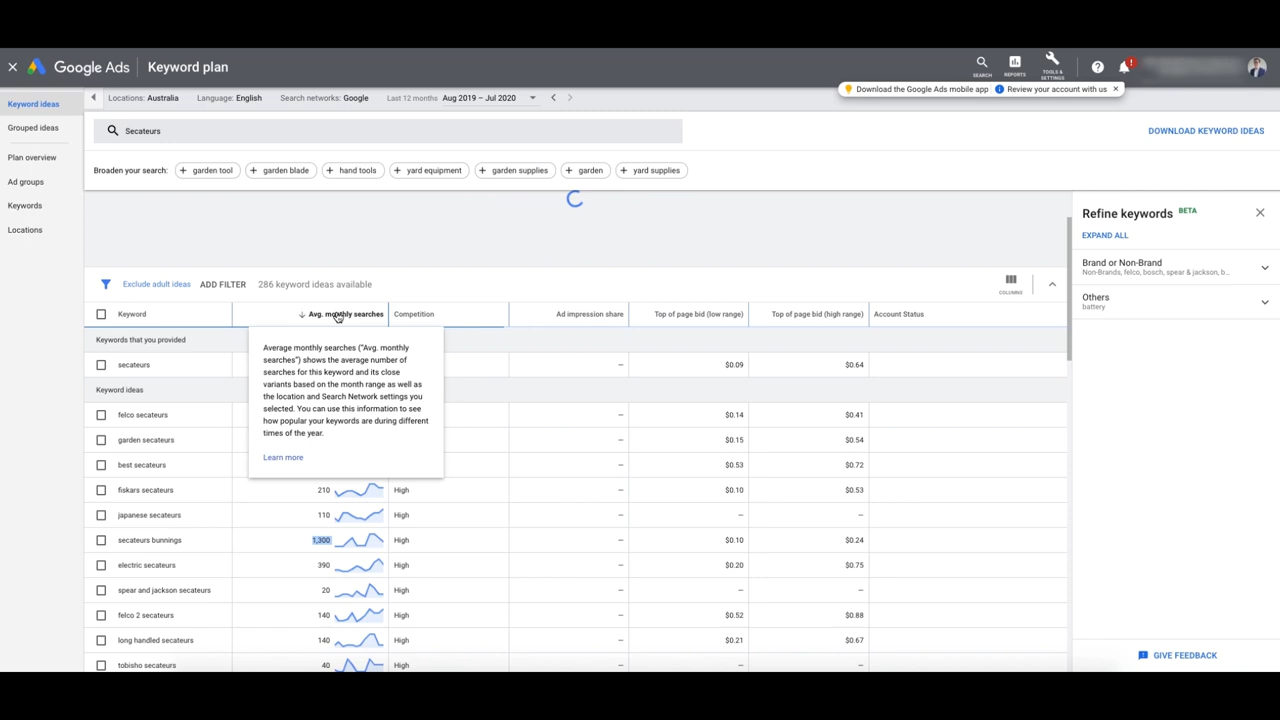 Google Ads Keyword plan
SEARCH REPORTS TOOLS & SETTINGS
Keyword ideas
Grouped ideas
Plan overview
Ad groups
Keywords
Locations
Locations: Australia Language: English Search networks: Google Last 12 months Aug 2019 – Jul 2020
Download the Google Ads mobile app Review your account with us
Secateurs
DOWNLOAD KEYWORD IDEAS
Broaden your search: garden tool garden blade hand tools yard equipment garden supplies garden yard supplies
Exclude adult ideas ADD FILTER 286 keyword ideas available COLUMNS
Keyword Avg. monthly searches Competition Ad impression share Top of page bid (low range) Top of page bid (high range) Account Status
Keywords that you provided
secateurs – $0.09 $0.64
Keyword ideas
felco secateurs – $0.14 $0.41
garden secateurs – $0.15 $0.54
best secateurs – $0.53 $0.72
fiskars secateurs 210 High – $0.10 $0.53
japanese secateurs 110 High – – –
secateurs bunnings 1,300 High – $0.10 $0.24
electric secateurs 390 High – $0.20 $0.75
spear and jackson secateurs 20 High – – –
felco 2 secateurs 140 High – $0.52 $0.88
long handled secateurs 140 High – $0.21 $0.67
tobisho secateurs 40 High – – –
Average monthly searches ("Avg. monthly
searches") shows the average number of
searches for this keyword and its close
variants based on the month range as well as
the location and Search Network settings you
selected. You can use this information to see
how popular your keywords are during different
times of the year.
Learn more
Refine keywords BETA
EXPAND ALL
Brand or Non-Brand
Non-Brands, felco, bosch, spear & jackson, b...
Others
battery
GIVE FEEDBACK